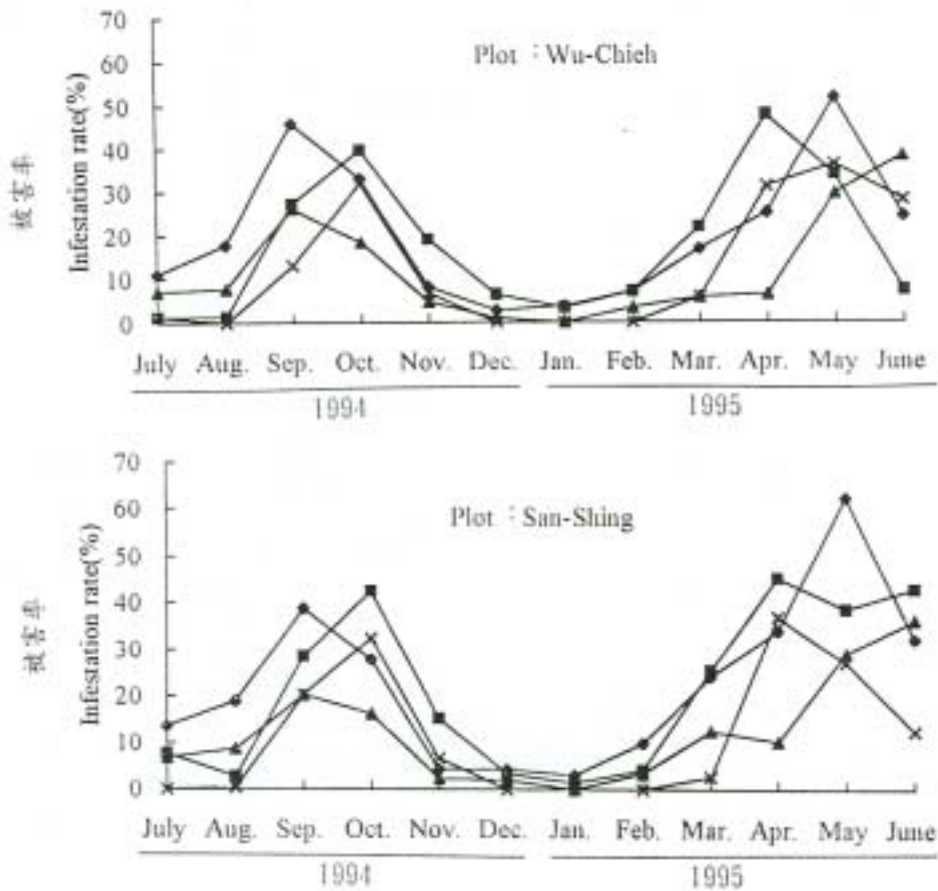 70
60
50
40
30
20
10
0
被害率
Infestation rate(%)
Plot：Wu-Chieh
July Aug. Sep. Oct. Nov. Dec. Jan. Feb. Mar. Apr. May June
1994 1995
70
60
50
40
30
20
10
0
被害率
Infestation rate(%)
Plot：San-Shing
July Aug. Sep. Oct. Nov. Dec. Jan. Feb. Mar. Apr. May June
1994 1995